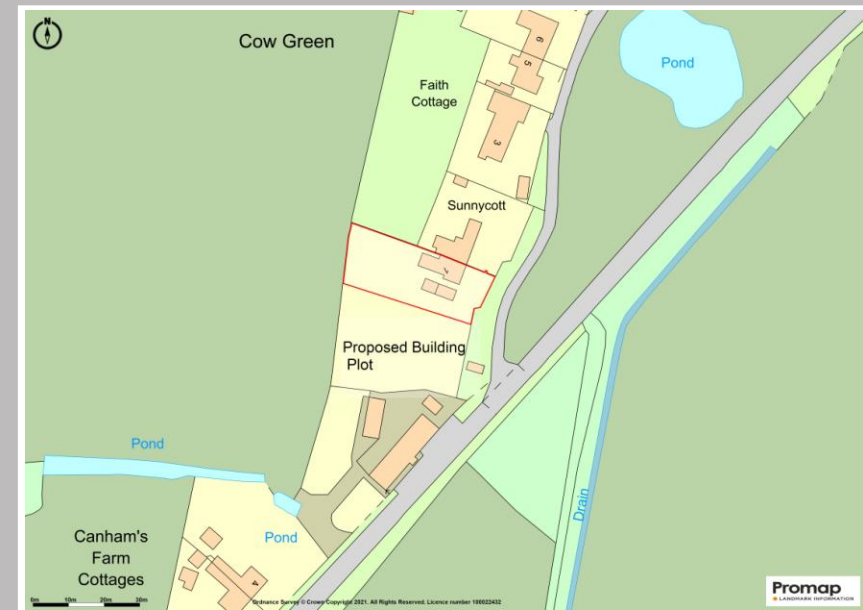 N
Cow Green
6
5
Pond
Faith
Cottage
3
Sunnycott
1
Proposed Building
Plot
Pond
Pond
Drain
Canham's
Farm
Cottages
4
0m 10m 20m 30m
Ordnance Survey © Crown Copyright 2021. All Rights Reserved. Licence number 100022432
Promap
LANDMARK INFORMATION